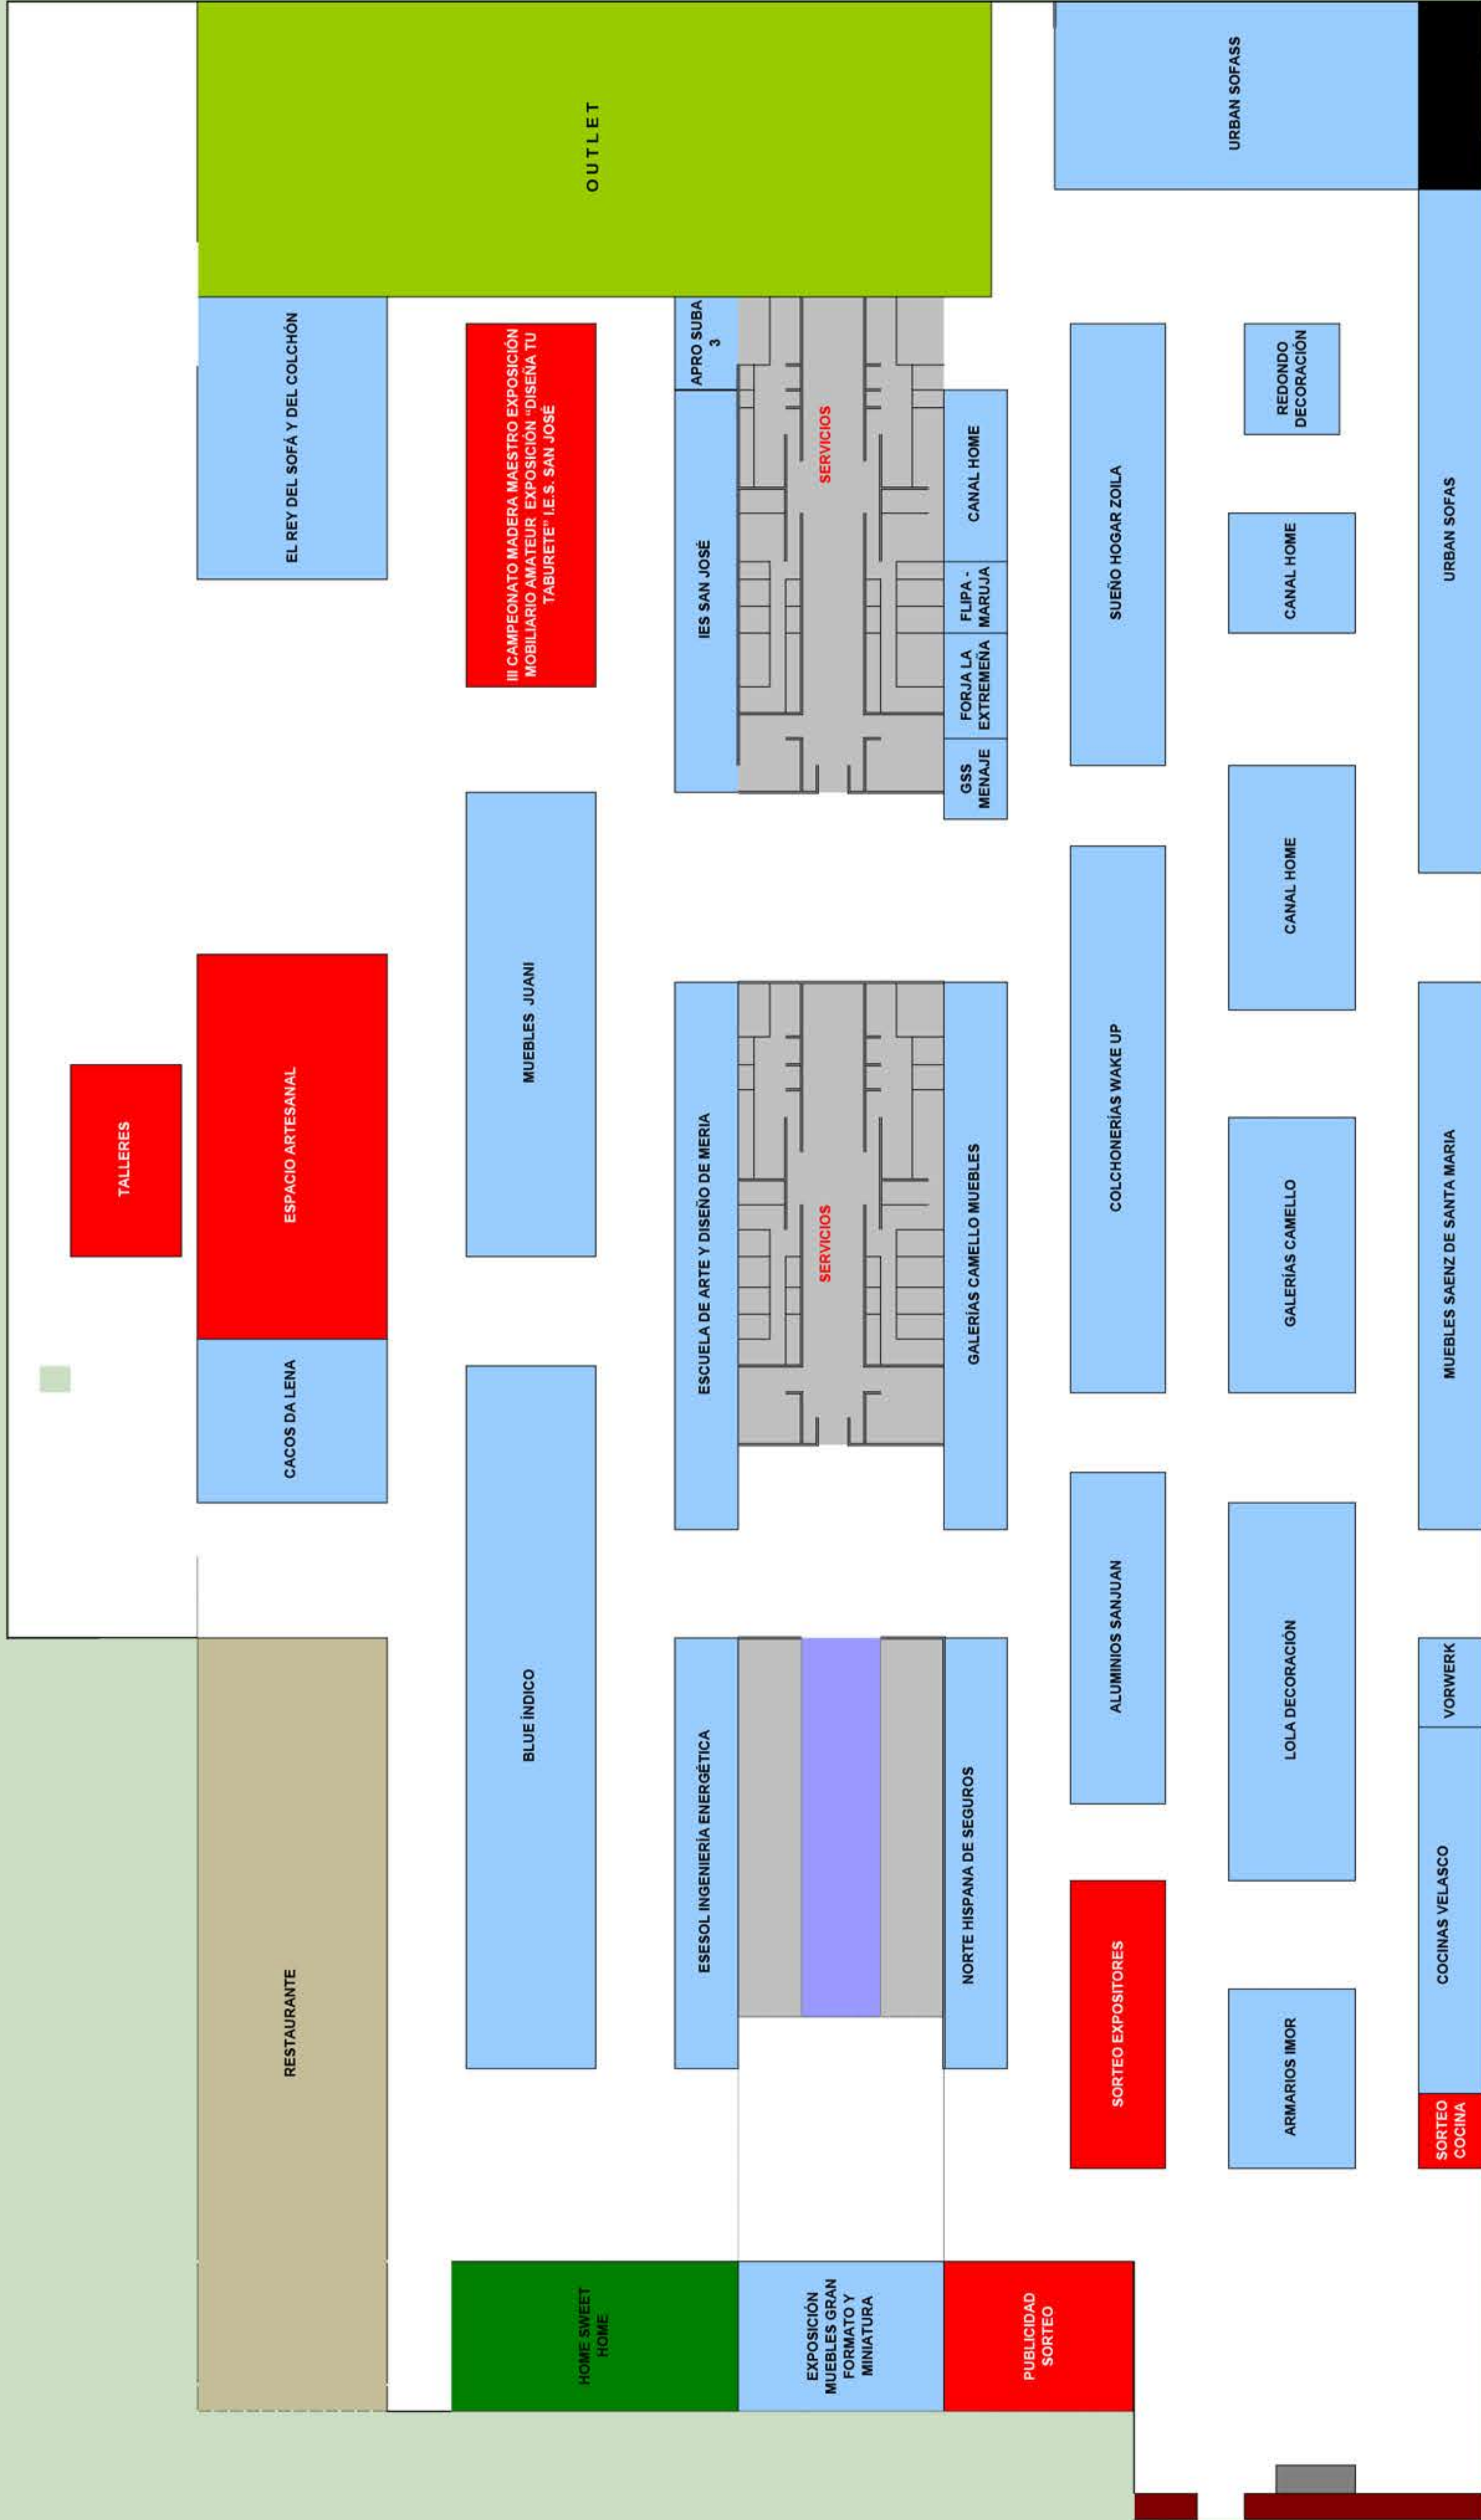 TALLERES
RESTAURANTE
CACOS DA LENA
ESPACIO ARTESANAL
EL REY DEL SOFÁ Y DEL COLCHÓN
BLUE ÍNDICO
MUEBLES JUANI
III CAMPEONATO MADERA MAESTRO EXPOSICIÓN
MOBILIARIO AMATEUR EXPOSICIÓN "DISEÑA TU
TABURETE" I.E.S. SAN JOSÉ
OUTLET
HOME SWEET
HOME
ESESOL INGENIERÍA ENERGÉTICA
ESCUELA DE ARTE Y DISEÑO DE MERIA
IES SAN JOSÉ
APRO SUBA
3
EXPOSICIÓN
MUEBLES GRAN
FORMATO Y
MINIATURA
SERVICIOS
SERVICIOS
NORTE HISPANA DE SEGUROS
GALERÍAS CAMELLO MUEBLES
GSS
MENAJE
FORJA LA
EXTREMEÑA
FLIPA -
MARUJA
CANAL HOME
PUBLICIDAD
SORTEO
SORTEO EXPOSITORES
ALUMINIOS SANJUAN
COLCHONERÍAS WAKE UP
SUEÑO HOGAR ZOILA
URBAN SOFASS
ARMARIOS IMOR
LOLA DECORACIÓN
GALERÍAS CAMELLO
CANAL HOME
CANAL HOME
REDONDO
DECORACIÓN
SORTEO
COCINA
COCINAS VELASCO
VORWERK
MUEBLES SAENZ DE SANTA MARIA
URBAN SOFAS